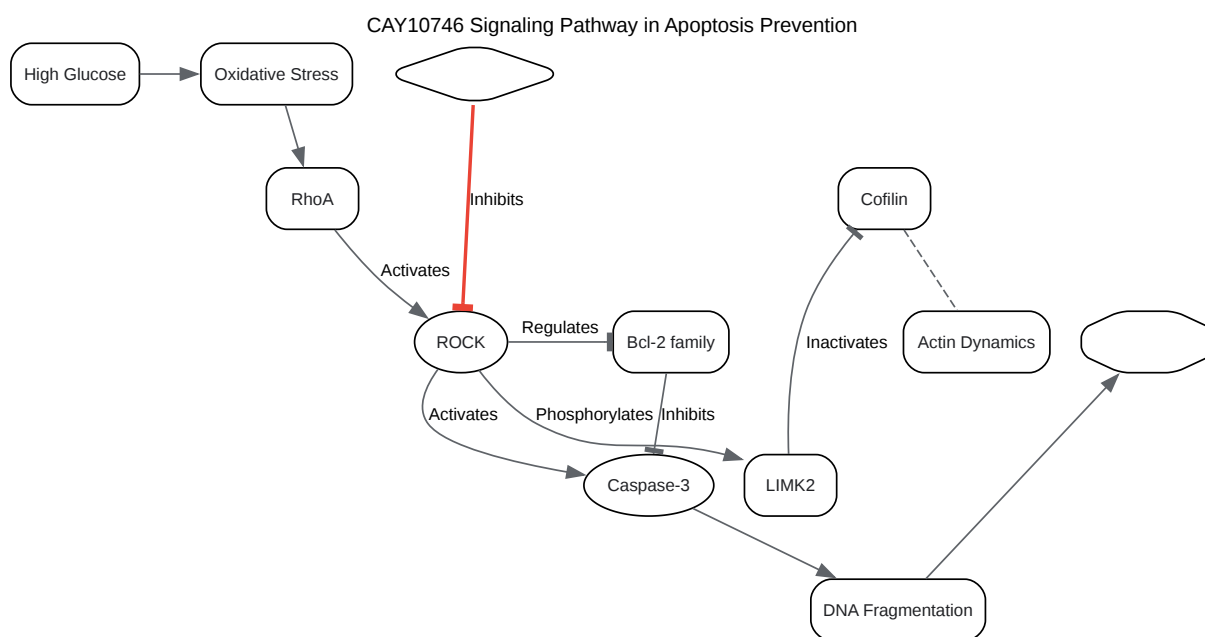 CAY10746 Signaling Pathway in Apoptosis Prevention
High Glucose
Oxidative Stress
RhoA
Inhibits
Cofilin
Activates
ROCK
Regulates
Bcl-2 family
Inactivates
Actin Dynamics
Activates
Phosphorylates
Inhibits
Caspase-3
LIMK2
DNA Fragmentation